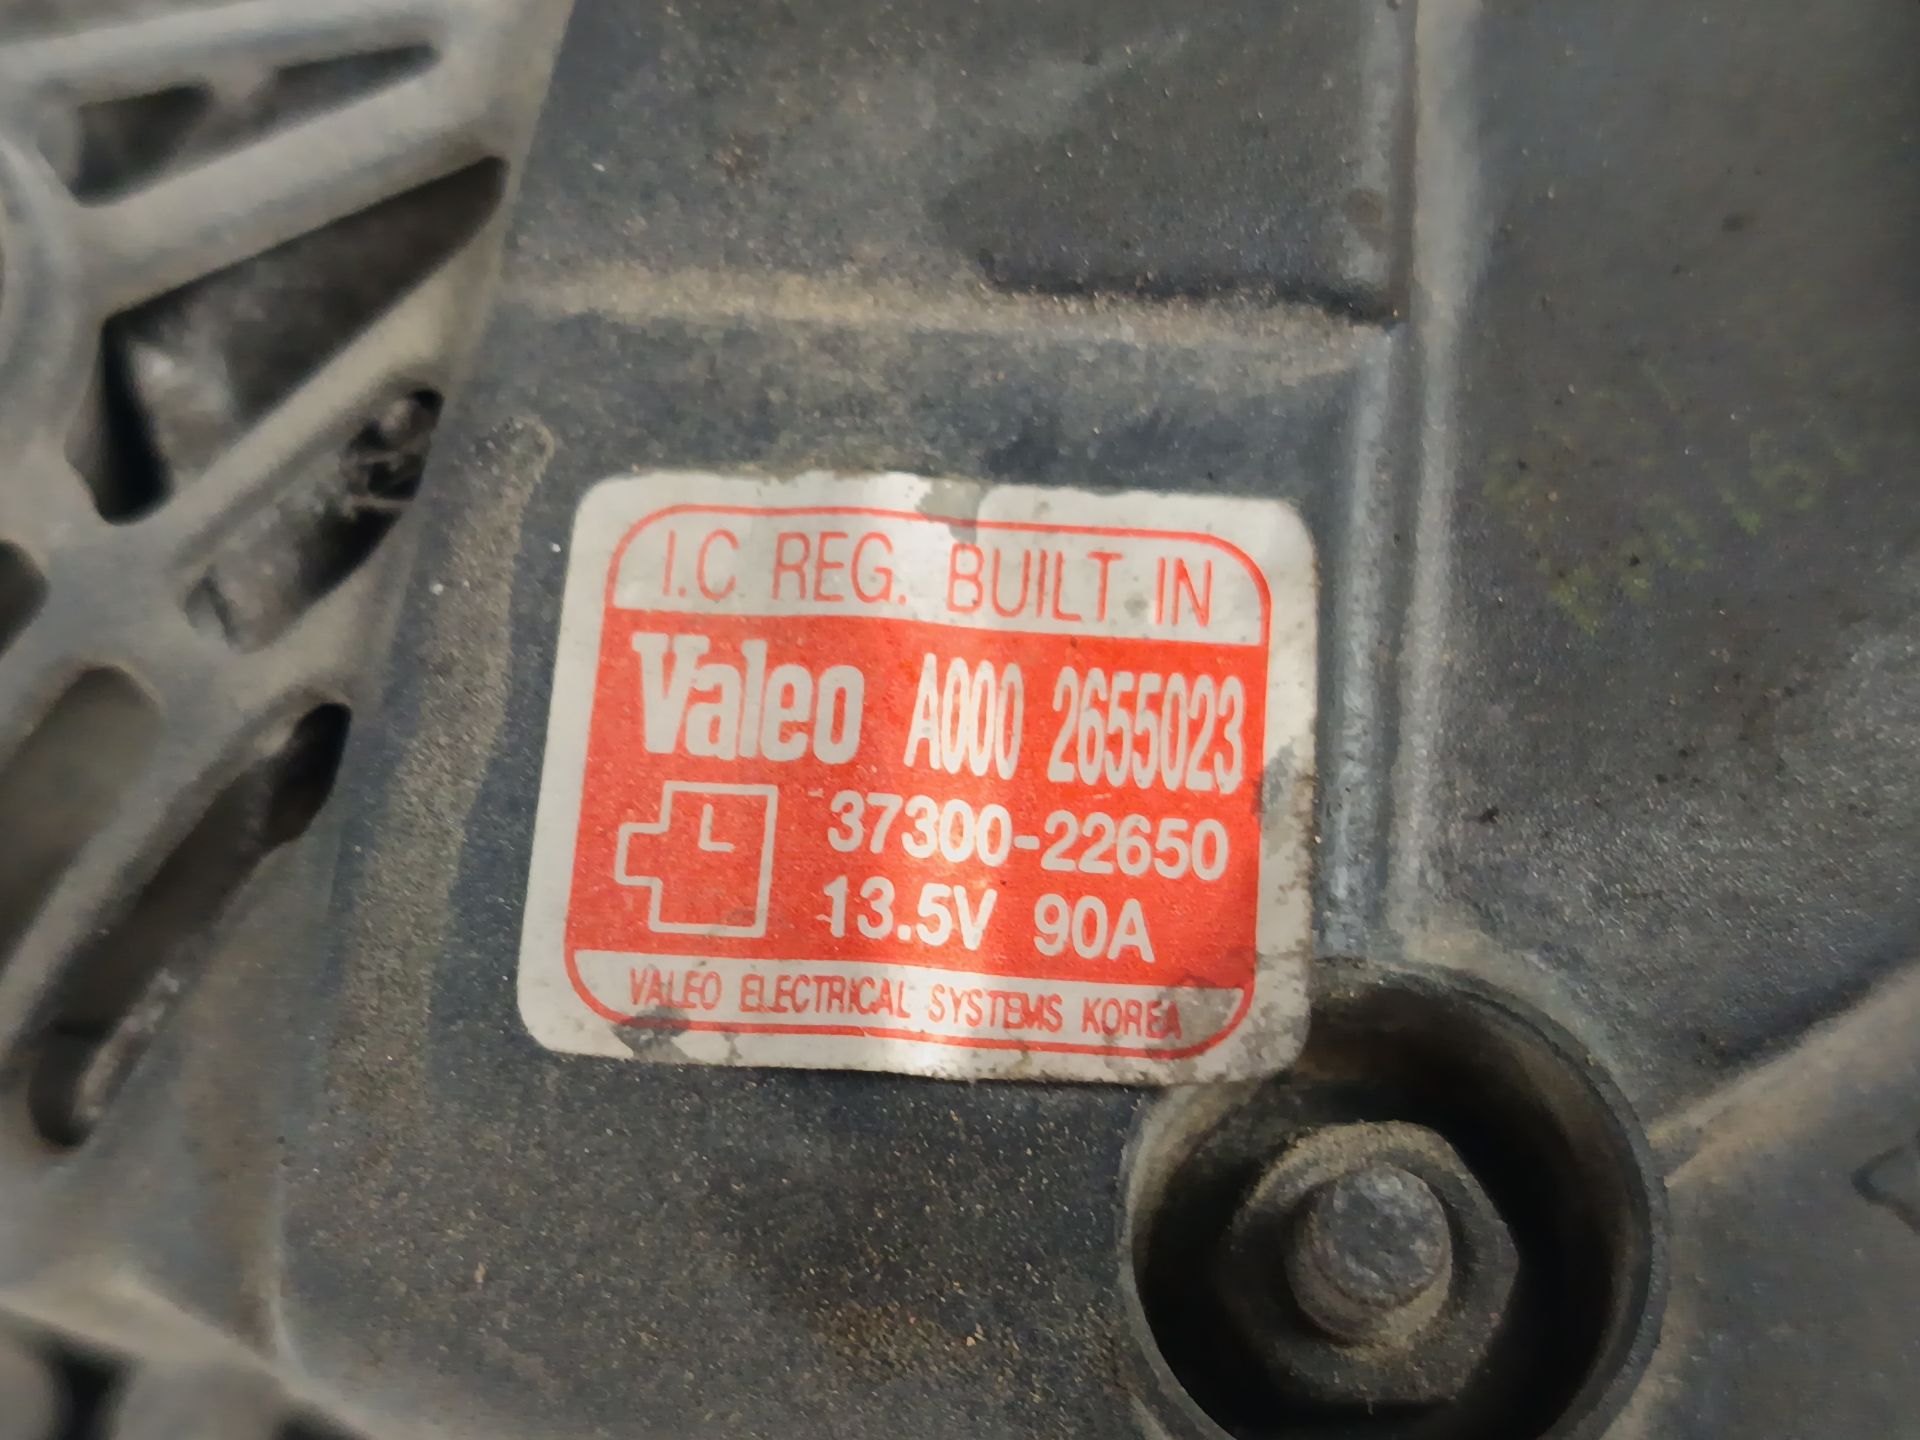 I.C REG. BUILT IN
Valeo A000 2655023
L 37300-22650
13.5V 90A
VALEO ELECTRICAL SYSTEMS KOREA